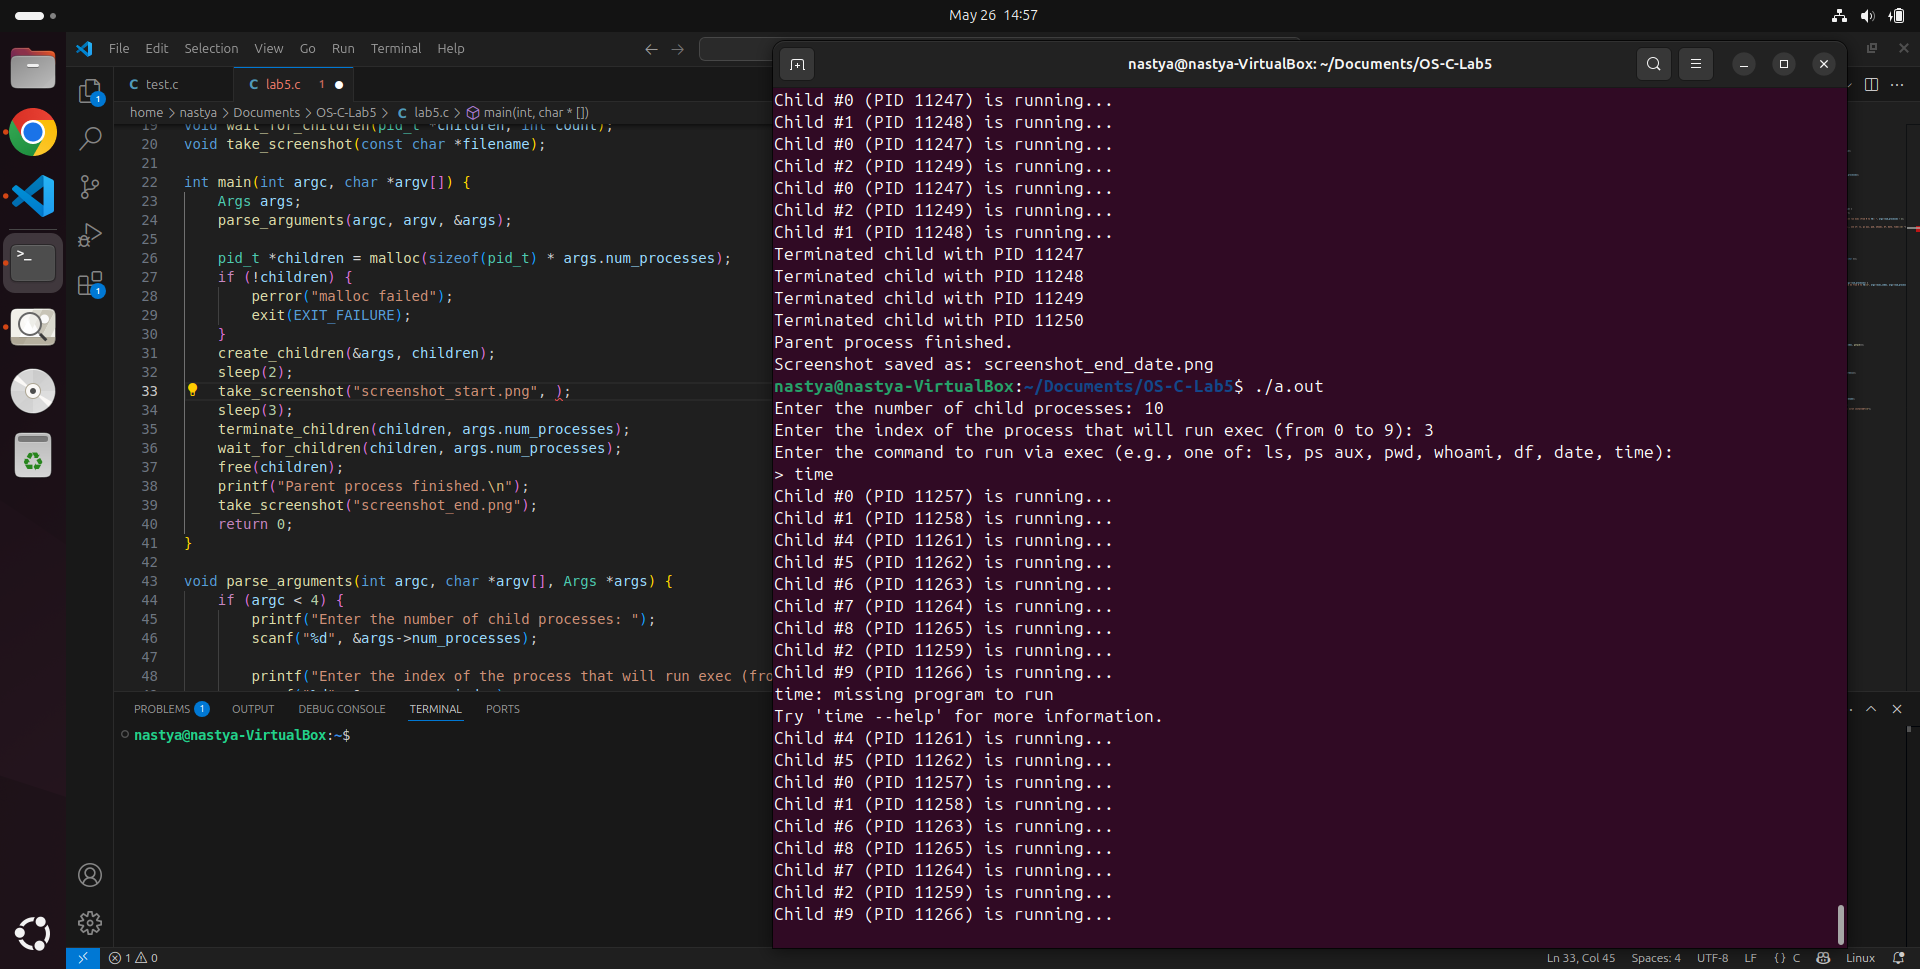 May 26 14:57
File Edit Selection View Go Run Terminal Help
test.c
lab5.c 1
home > nastya > Documents > OS-C-Lab5 > lab5.c > main(int, char * [])
19 void wait_for_children(pid_t *children, int count);
20 void take_screenshot(const char *filename);
21
22 int main(int argc, char *argv[]) {
23 Args args;
24 parse_arguments(argc, argv, &args);
25
26 pid_t *children = malloc(sizeof(pid_t) * args.num_processes);
27 if (!children) {
28 perror("malloc failed");
29 exit(EXIT_FAILURE);
30 }
31 create_children(&args, children);
32 sleep(2);
33 take_screenshot("screenshot_start.png", );
34 sleep(3);
35 terminate_children(children, args.num_processes);
36 wait_for_children(children, args.num_processes);
37 free(children);
38 printf("Parent process finished.\n");
39 take_screenshot("screenshot_end.png");
40 return 0;
41 }
42
43 void parse_arguments(int argc, char *argv[], Args *args) {
44 if (argc < 4) {
45 printf("Enter the number of child processes: ");
46 scanf("%d", &args->num_processes);
47
48 printf("Enter the index of the process that will run exec (fro
PROBLEMS 1 OUTPUT DEBUG CONSOLE TERMINAL PORTS
nastya@nastya-VirtualBox:~$
nastya@nastya-VirtualBox: ~/Documents/OS-C-Lab5
Child #0 (PID 11247) is running...
Child #1 (PID 11248) is running...
Child #0 (PID 11247) is running...
Child #2 (PID 11249) is running...
Child #0 (PID 11247) is running...
Child #2 (PID 11249) is running...
Child #1 (PID 11248) is running...
Terminated child with PID 11247
Terminated child with PID 11248
Terminated child with PID 11249
Terminated child with PID 11250
Parent process finished.
Screenshot saved as: screenshot_end_date.png
nastya@nastya-VirtualBox:~/Documents/OS-C-Lab5$ ./a.out
Enter the number of child processes: 10
Enter the index of the process that will run exec (from 0 to 9): 3
Enter the command to run via exec (e.g., one of: ls, ps aux, pwd, whoami, df, date, time):
> time
Child #0 (PID 11257) is running...
Child #1 (PID 11258) is running...
Child #4 (PID 11261) is running...
Child #5 (PID 11262) is running...
Child #6 (PID 11263) is running...
Child #7 (PID 11264) is running...
Child #8 (PID 11265) is running...
Child #2 (PID 11259) is running...
Child #9 (PID 11266) is running...
time: missing program to run
Try 'time --help' for more information.
Child #4 (PID 11261) is running...
Child #5 (PID 11262) is running...
Child #0 (PID 11257) is running...
Child #1 (PID 11258) is running...
Child #6 (PID 11263) is running...
Child #8 (PID 11265) is running...
Child #7 (PID 11264) is running...
Child #2 (PID 11259) is running...
Child #9 (PID 11266) is running...
1 0
Ln 33, Col 45 Spaces: 4 UTF-8 LF {} C Linux